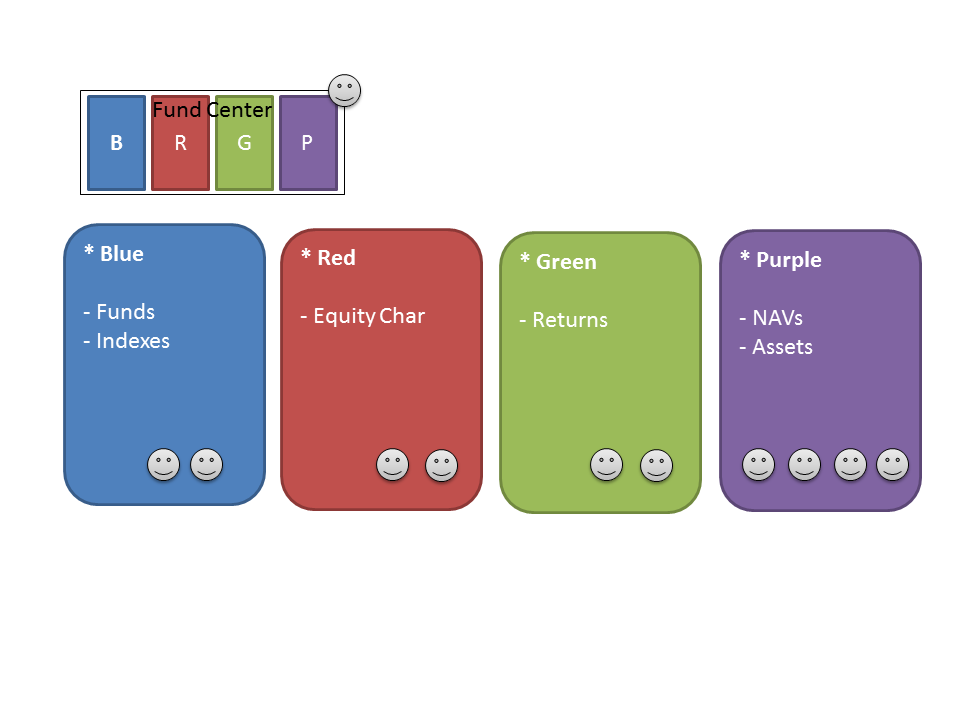 Fund Center
B R G P
* Blue
- Funds
- Indexes
* Red
- Equity Char
* Green
- Returns
* Purple
- NAVs
- Assets